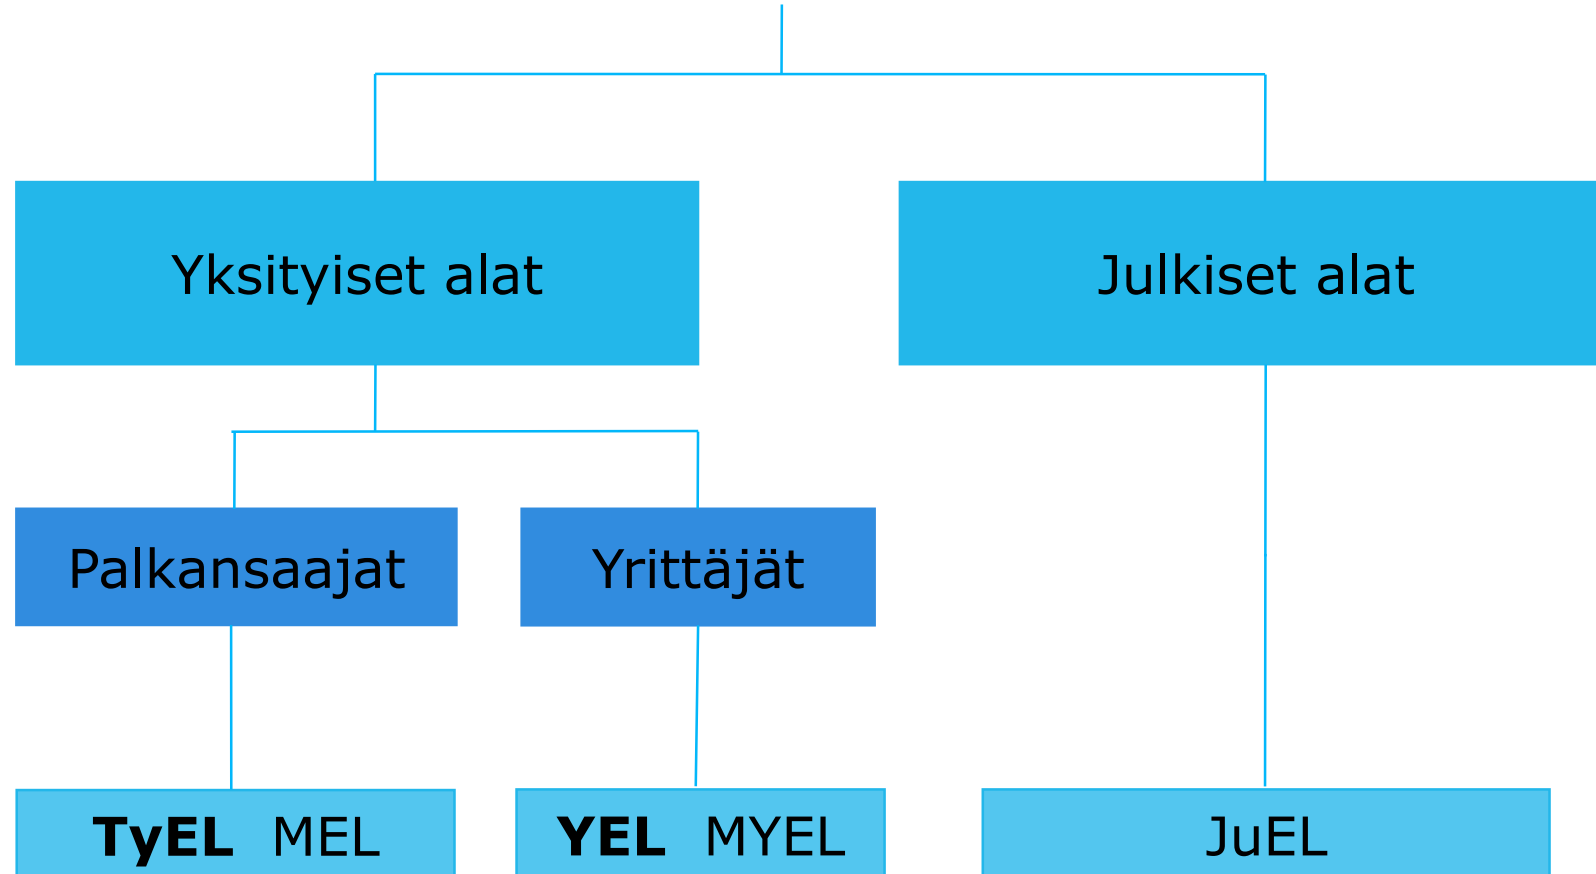 Yksityiset alat
Julkiset alat
Palkansaajat
Yrittäjät
TyEL MEL
YEL MYEL
JuEL